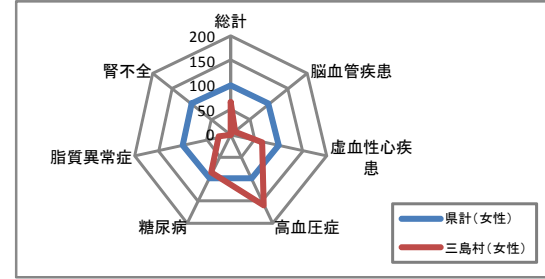 総計
200
150
100
50
0
脳血管疾患
虚血性心疾
患
高血圧症
糖尿病
脂質異常症
腎不全
県計(女性)
三島村(女性)